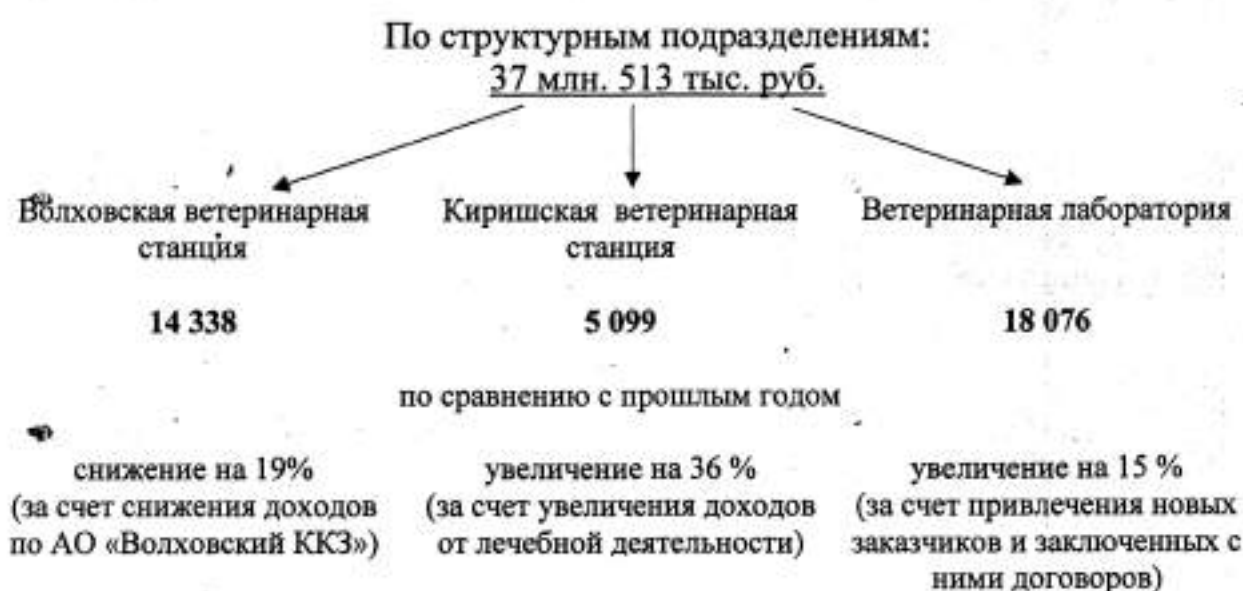 По структурным подразделениям:
37 млн. 513 тыс. руб.
Волховская ветеринарная
станция
Киришская ветеринарная
станция
Ветеринарная лаборатория
14 338
5 099
18 076
по сравнению с прошлым годом
снижение на 19%
(за счет снижения доходов
по АО «Волховский ККЗ»)
увеличение на 36 %
(за счет увеличения доходов
от лечебной деятельности)
увеличение на 15 %
(за счет привлечения новых
заказчиков и заключенных с
ними договоров)